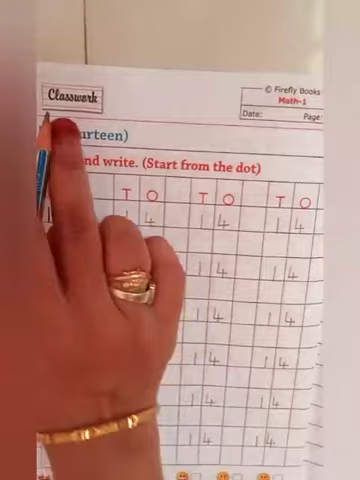 Classwork
© Firefly Books
Math-1
Date: Page:
urteen)
nd write. (Start from the dot)
T O T O T O
1 4 1 4 1 4
1 4 1 4
1 4 1 4
1 4 1 4
1 4 1 4
1 4 1 4